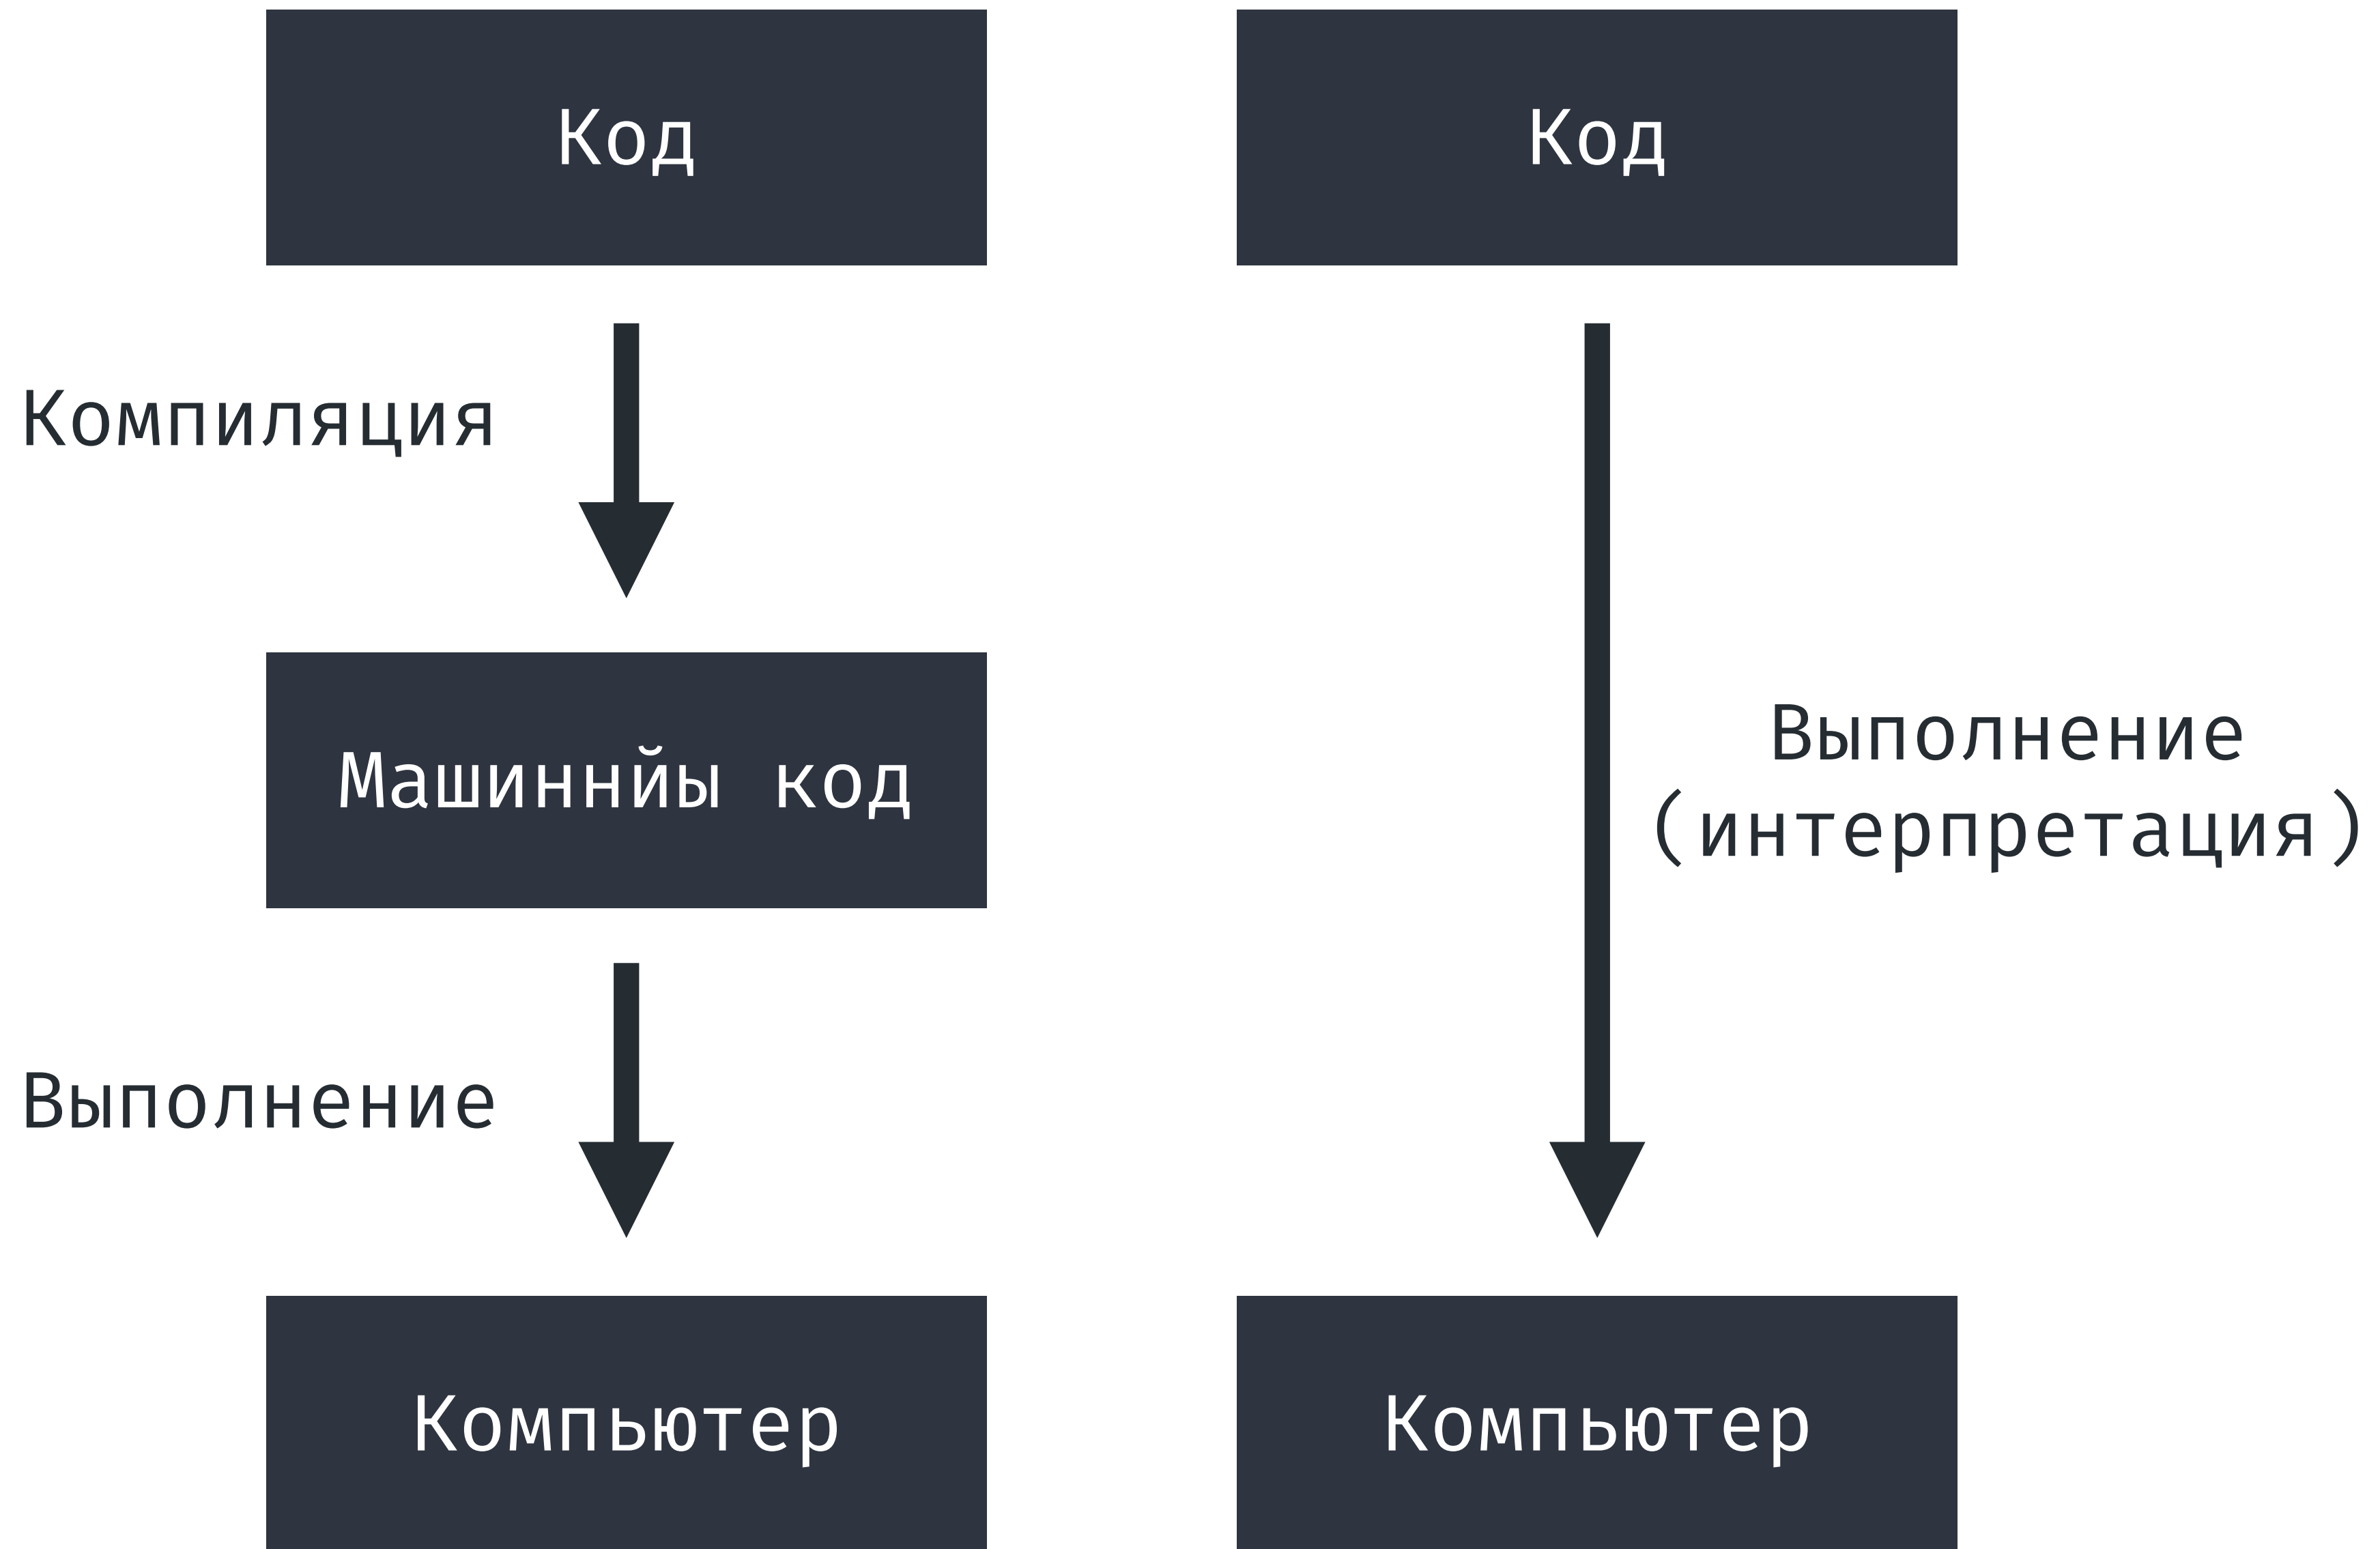 Код
Код
Компиляция
Машиннйы код
Выполнение
(интерпретация)
Выполнение
Компьютер
Компьютер